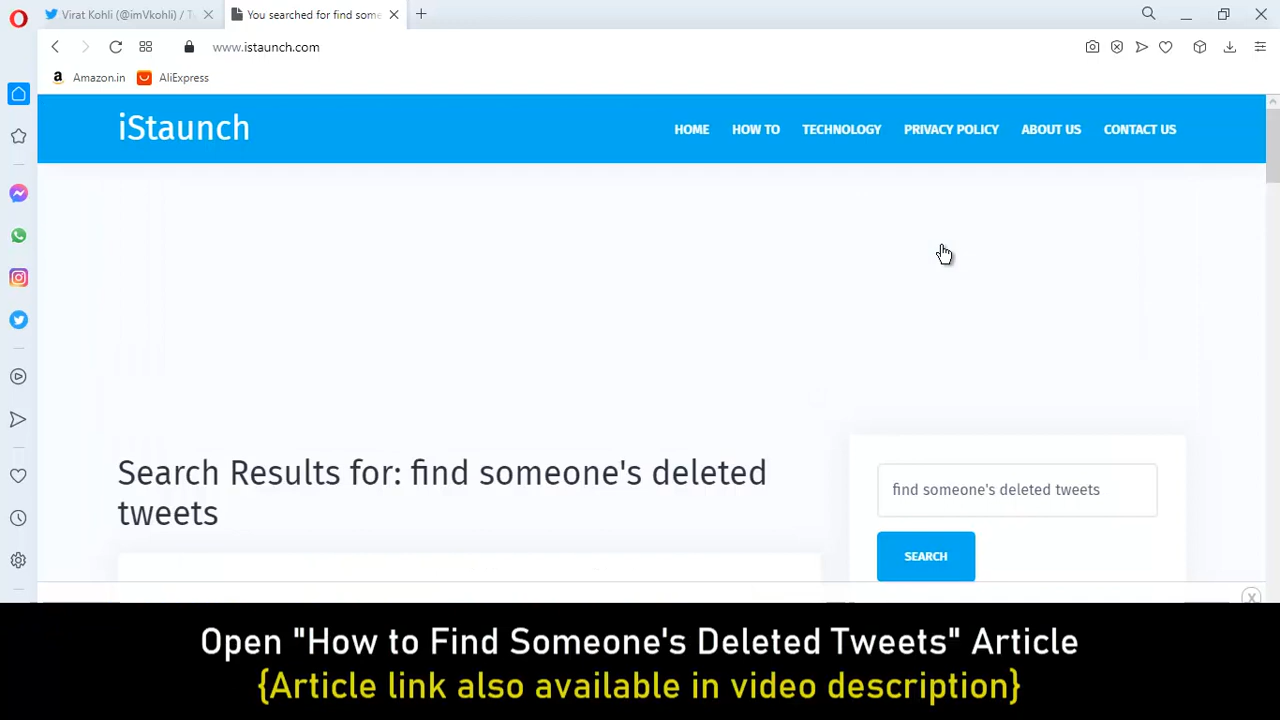 Virat Kohli (@imVkohli) / T
You searched for find some
www.istaunch.com
Amazon.in
AliExpress
iStaunch
HOME
HOW TO
TECHNOLOGY
PRIVACY POLICY
ABOUT US
CONTACT US
Search Results for: find someone's deleted
tweets
find someone's deleted tweets
SEARCH
Open "How to Find Someone's Deleted Tweets" Article
{Article link also available in video description}